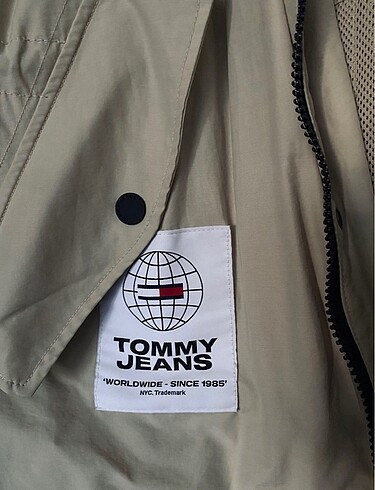 TOMMY
JEANS
'WORLDWIDE - SINCE 1985'
NYC. Trademark